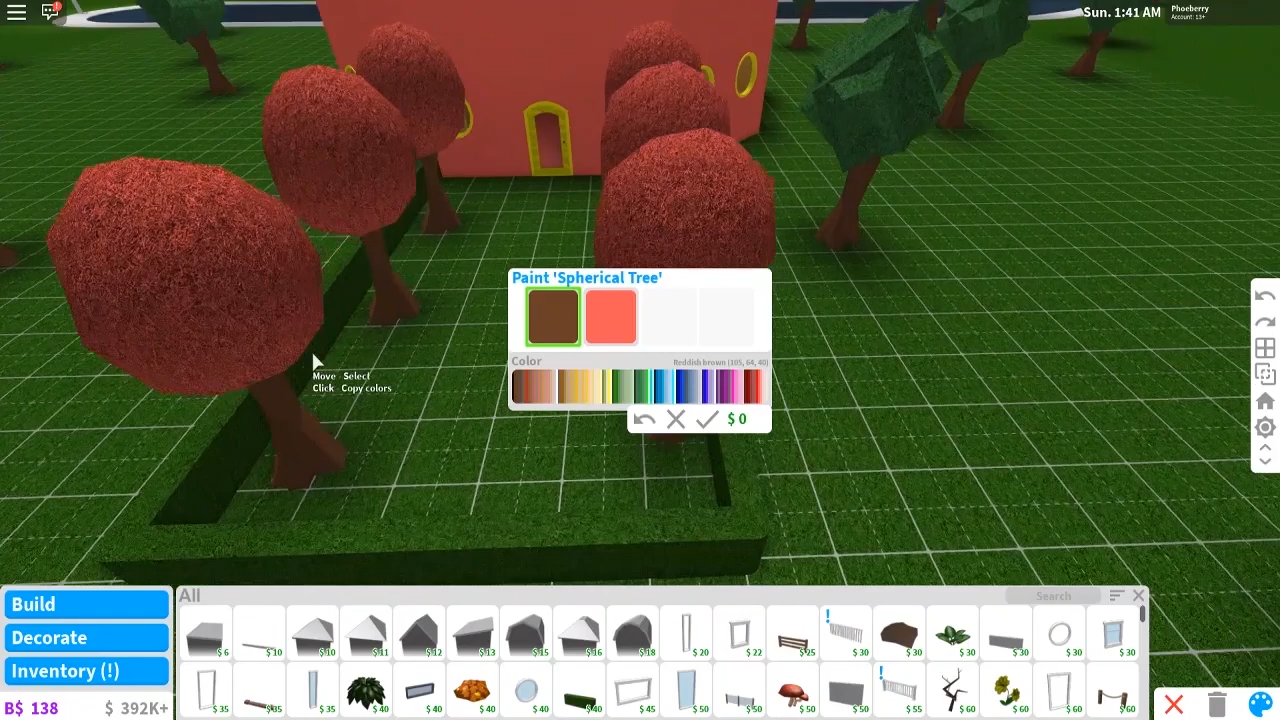 Sun. 1:41 AM
Phoeberry
Account: 13+
Paint 'Spherical Tree'
Color
Reddish brown (105, 64, 40)
Move - Select
Click - Copy colors
$ 0
Build
Decorate
Inventory (!)
B$ 138
$ 392K+
All
Search
$ 6
$ 10
$ 10
$ 11
$ 12
$ 13
$ 15
$ 16
$ 18
$ 20
$ 22
$ 25
!
$ 30
$ 30
$ 30
$ 30
$ 30
$ 30
$ 35
$ 35
$ 35
$ 40
$ 40
$ 40
$ 40
$ 40
$ 45
$ 50
$ 50
$ 50
$ 50
!
$ 55
$ 60
$ 60
$ 60
$ 60